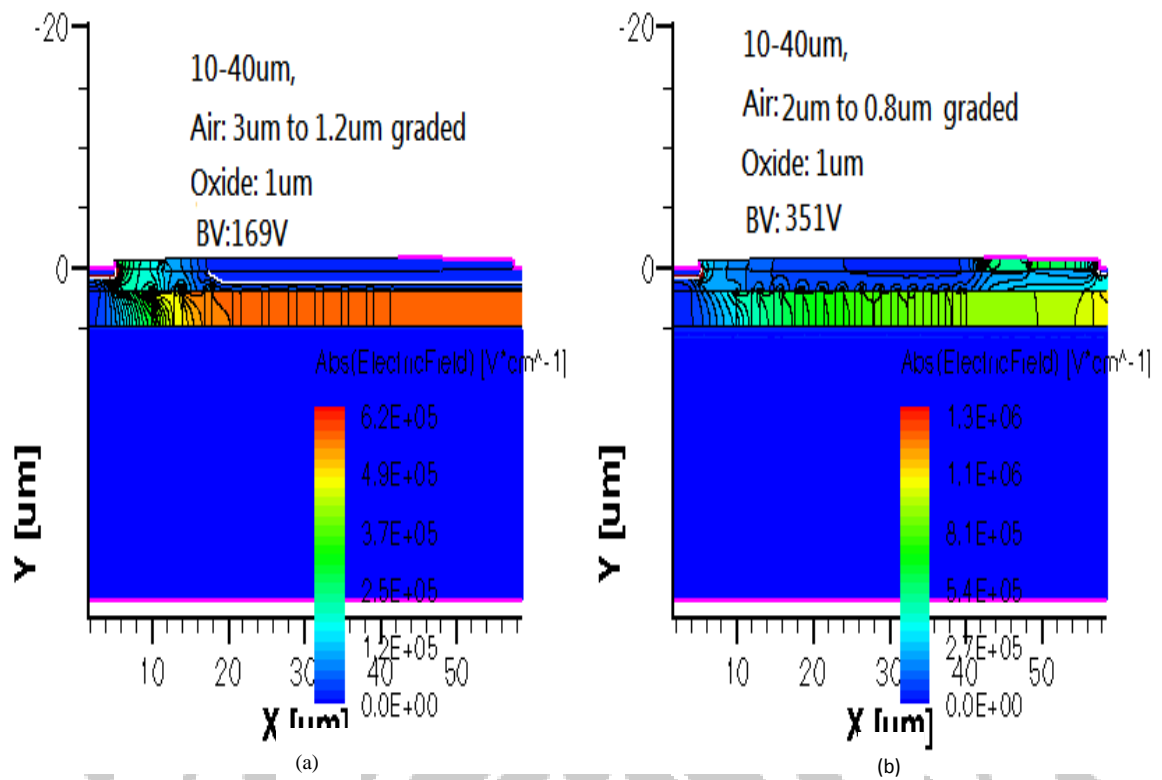 -20
10-40um,
Air: 3um to 1.2um graded
Oxide: 1um
BV:169V
0
Abs(ElectricField) [V*cm^-1]
6.2E+05
4.9E+05
3.7E+05
2.5E+05
1.2E+05
0.0E+00
Y [um]
10 20 30 40 50
X [um]
(a)
-20
10-40um,
Air: 2um to 0.8um graded
Oxide: 1um
BV: 351V
0
Abs(ElectricField) [V*cm^-1]
1.3E+06
1.1E+06
8.1E+05
5.4E+05
2.7E+05
0.0E+00
Y [um]
10 20 30 40 50
X [um]
(b)